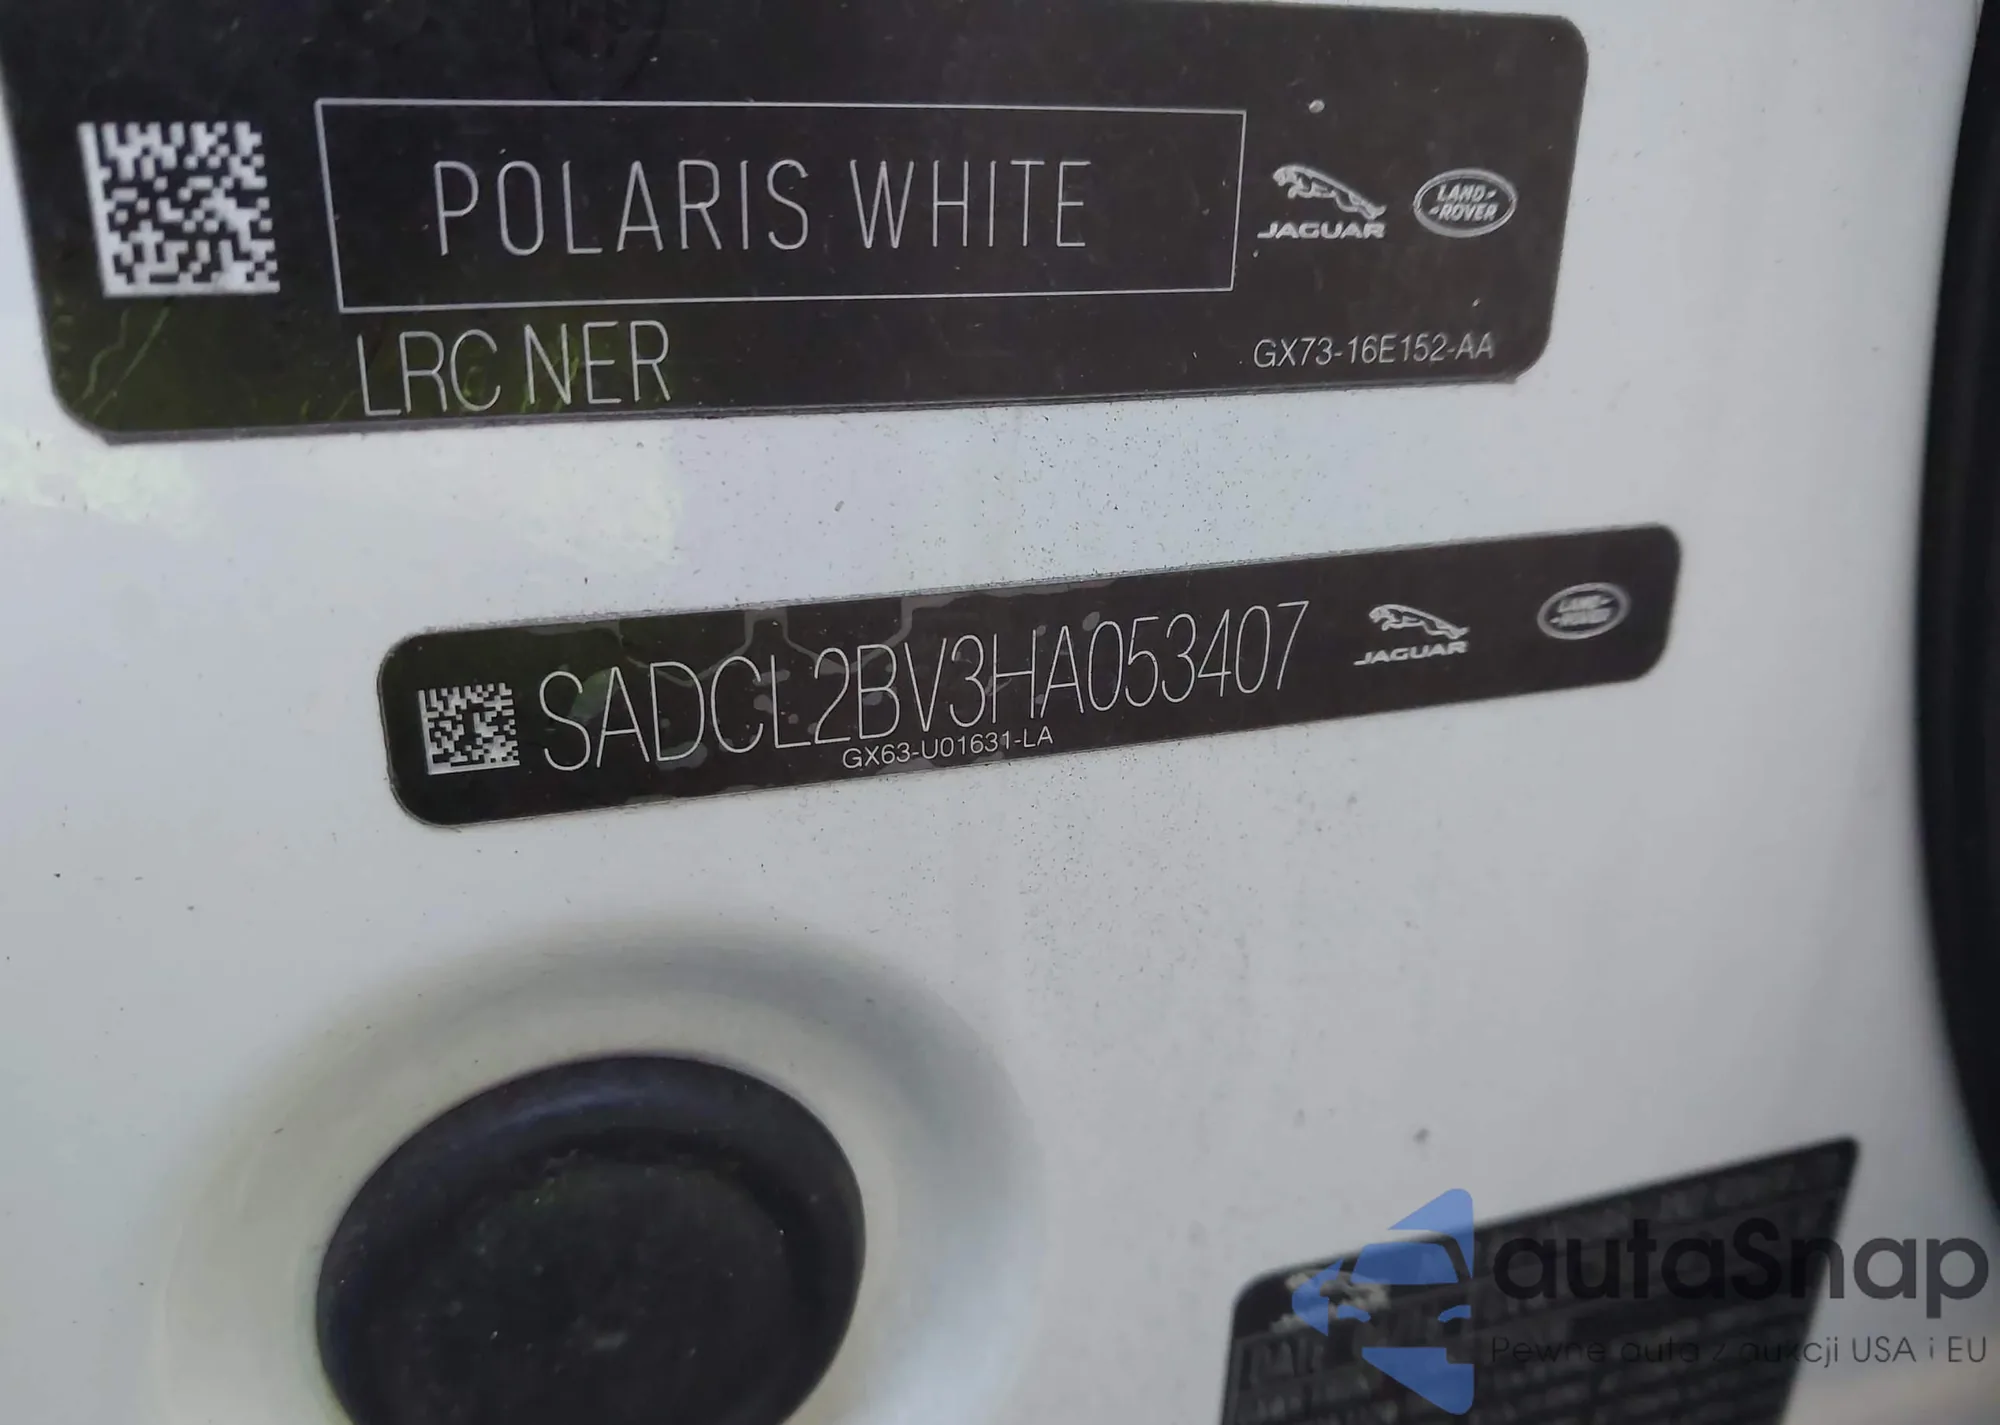 POLARIS WHITE
JAGUAR
LAND-
-ROVER
LRC NER
GX73-16E152-AA
SADCL2BV3HA053407
GX63-U01631-LA
JAGUAR
LAND-
-ROVER
autaSnap
Pewne auta z aukcji USA i EU